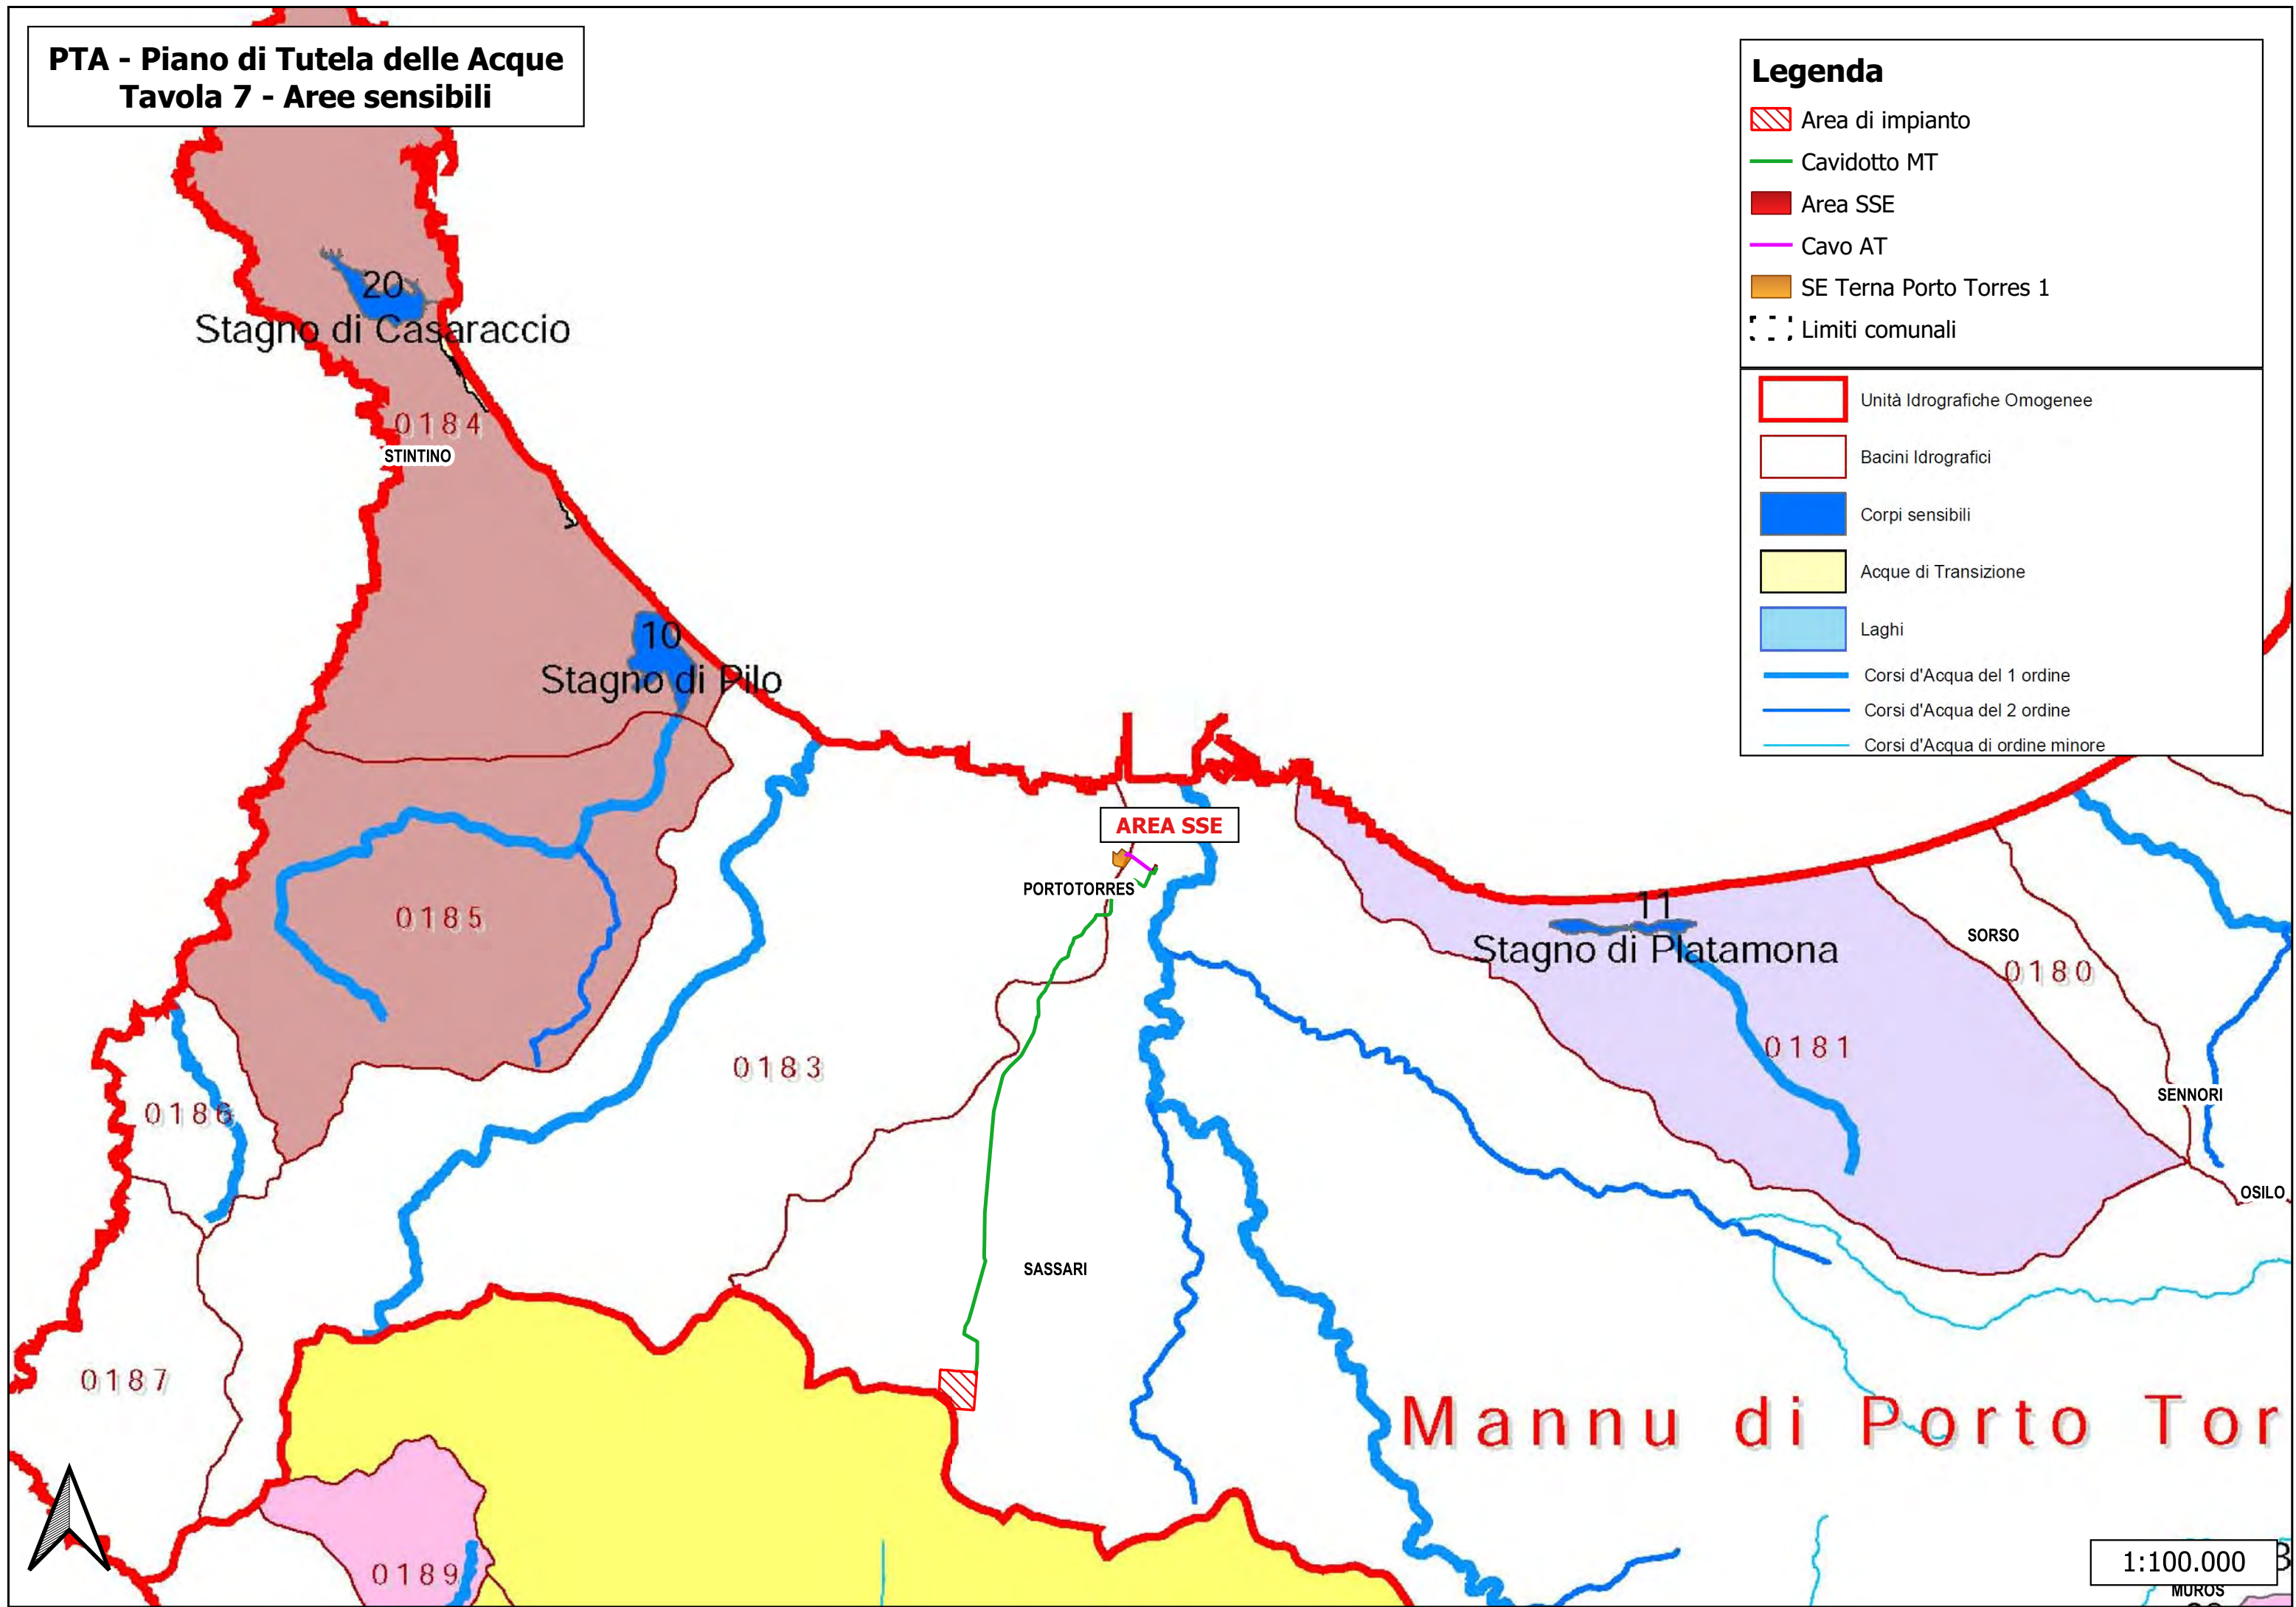 PTA - Piano di Tutela delle Acque
Tavola 7 - Aree sensibili
Legenda
Area di impianto
Cavidotto MT
Area SSE
Cavo AT
SE Terna Porto Torres 1
Limiti comunali
Unità Idrografiche Omogenee
Bacini Idrografici
Corpi sensibili
Acque di Transizione
Laghi
Corsi d'Acqua del 1 ordine
Corsi d'Acqua del 2 ordine
Corsi d'Acqua di ordine minore
20
Stagno di Casaraccio
0184
STINTINO
10
Stagno di Pilo
AREA SSE
PORTOTORRES
0185
11
Stagno di Platamona
SORSO
0180
0181
0183
0186
SENNORI
OSILO
SASSARI
0187
Mannu di Porto Tor
0189
1:100.000
MUROS